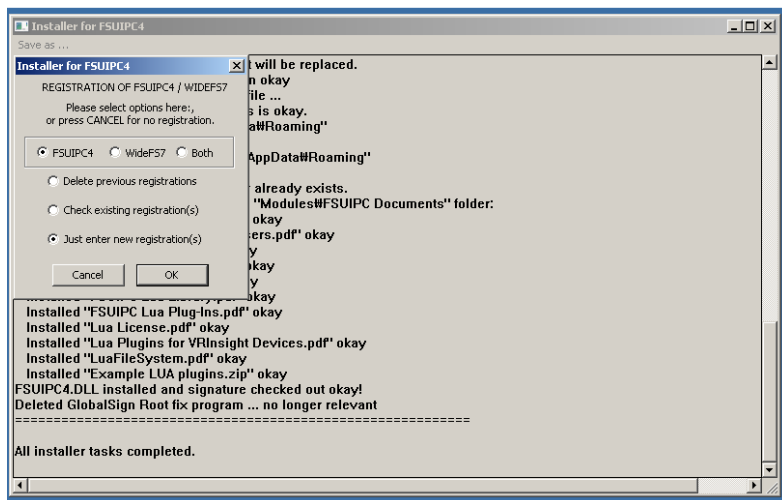 Installer for FSUIPC4
Save as ...
Installer for FSUIPC4
REGISTRATION OF FSUIPC4 / WIDEFS7
Please select options here:,
or press CANCEL for no registration.
FSUIPC4 WideFS7 Both
Delete previous registrations
Check existing registration(s)
Just enter new registration(s)
Cancel OK
will be replaced.
okay
file ...
is okay.
a₩Roaming"
AppData₩Roaming"
already exists.
"Modules₩FSUIPC Documents" folder:
okay
ers.pdf" okay
okay
okay
Installed "FSUIPC Lua Plug-Ins.pdf" okay
Installed "Lua License.pdf" okay
Installed "Lua Plugins for VRInsight Devices.pdf" okay
Installed "LuaFileSystem.pdf" okay
Installed "Example LUA plugins.zip" okay
FSUIPC4.DLL installed and signature checked out okay!
Deleted GlobalSign Root fix program ... no longer relevant
==========================================================
All installer tasks completed.